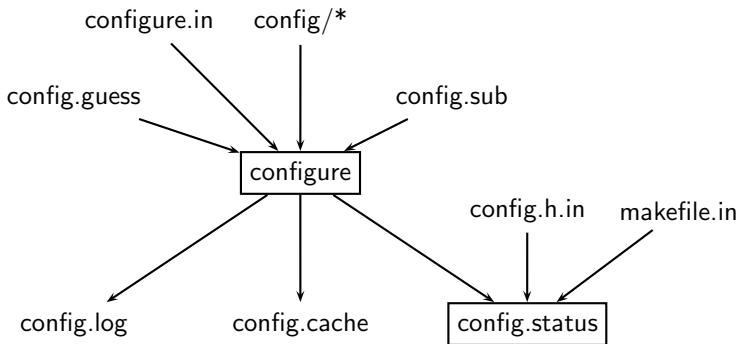 configure.in
config/*
config.guess
config.sub
configure
config.h.in
makefile.in
config.log
config.cache
config.status